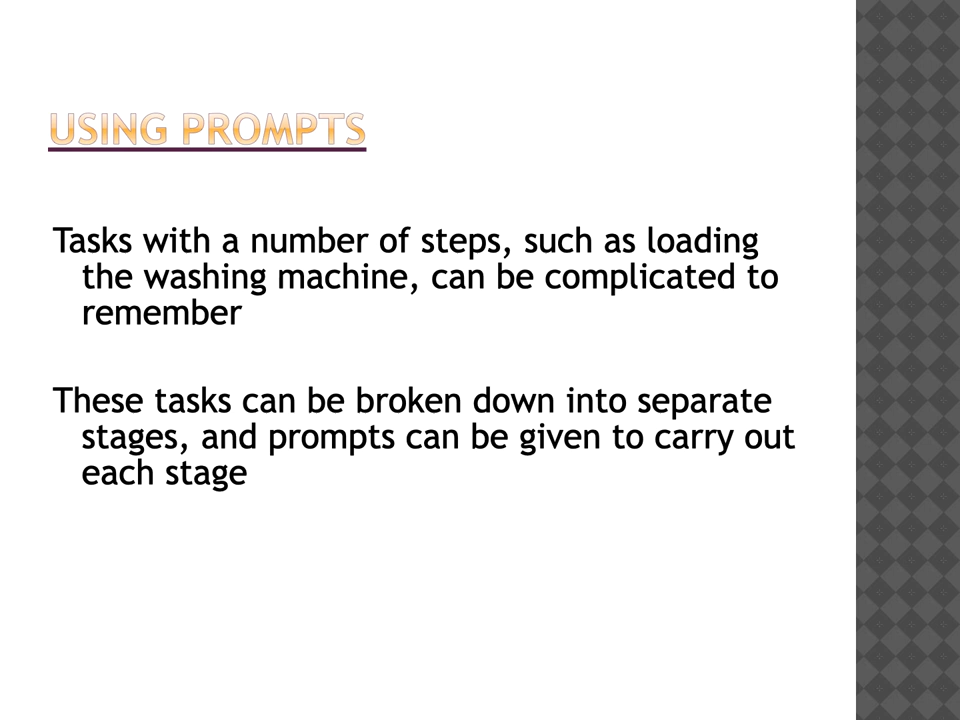 USING PROMPTS
Tasks with a number of steps, such as loading
the washing machine, can be complicated to
remember
These tasks can be broken down into separate
stages, and prompts can be given to carry out
each stage